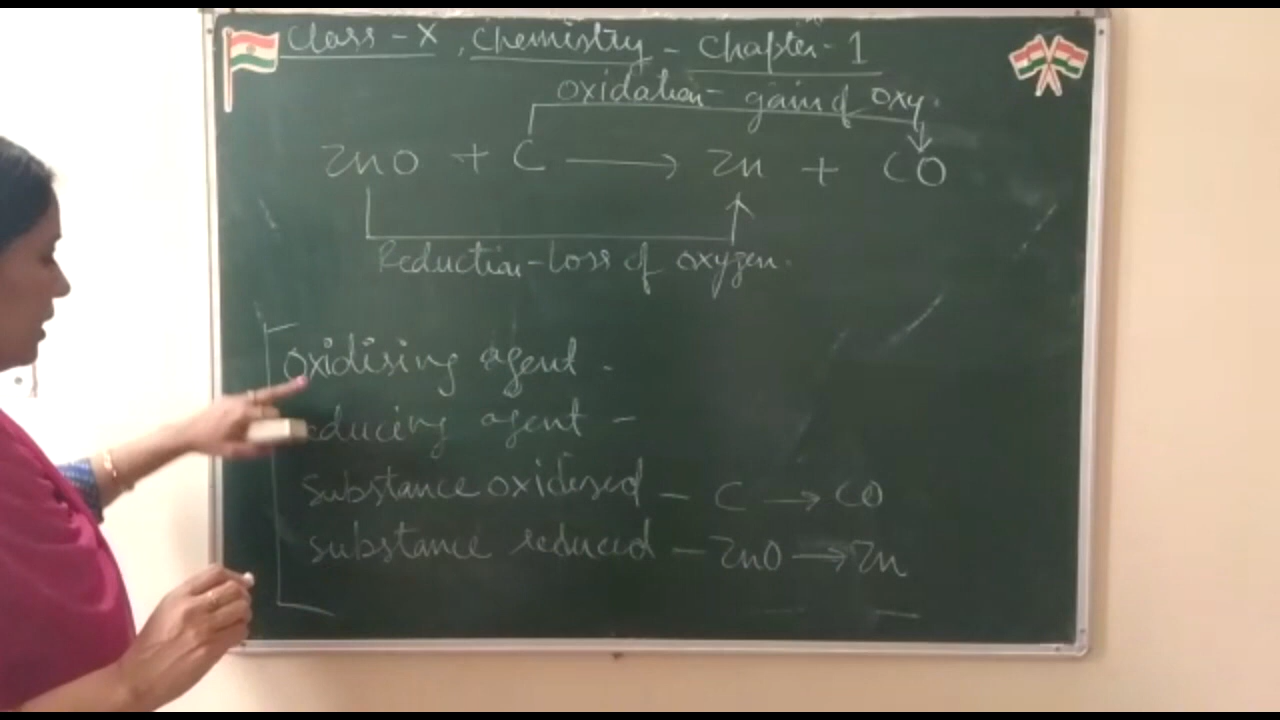 Class - X, Chemistry - Chapter - 1
oxidation - gain of oxy.
ZnO + C → Zn + CO
Reduction - Loss of oxygen.
oxidising agent -
educing agent -
Substance oxidised - C → CO
Substance reduced - ZnO → Zn